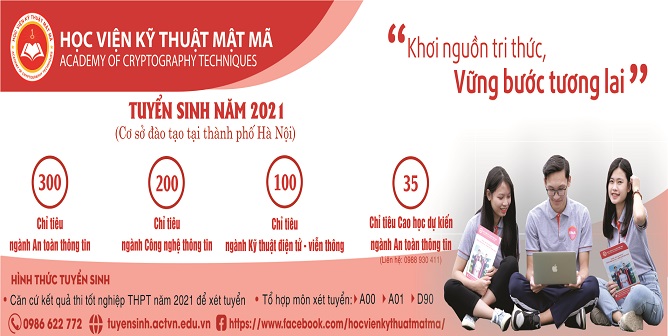 HỌC VIỆN KỸ THUẬT MẬT MÃ
ACADEMY OF CRYPTOGRAPHY TECHNIQUES
“Khơi nguồn tri thức,
Vững bước tương lai”
TUYỂN SINH NĂM 2021
(Cơ sở đào tạo tại thành phố Hà Nội)
300
Chỉ tiêu
ngành An toàn thông tin
200
Chỉ tiêu
ngành Công nghệ thông tin
100
Chỉ tiêu
ngành Kỹ thuật điện tử - viễn thông
35
Chỉ tiêu Cao học dự kiến
ngành An toàn thông tin
(Liên hệ: 0988 930 411)
HÌNH THỨC TUYỂN SINH
• Căn cứ kết quả thi tốt nghiệp THPT năm 2021 để xét tuyển • Tổ hợp môn xét tuyển: A00 A01 D90
0986 622 772 tuyensinh.actvn.edu.vn https://www.facebook.com/hocvienkythuatmatma/